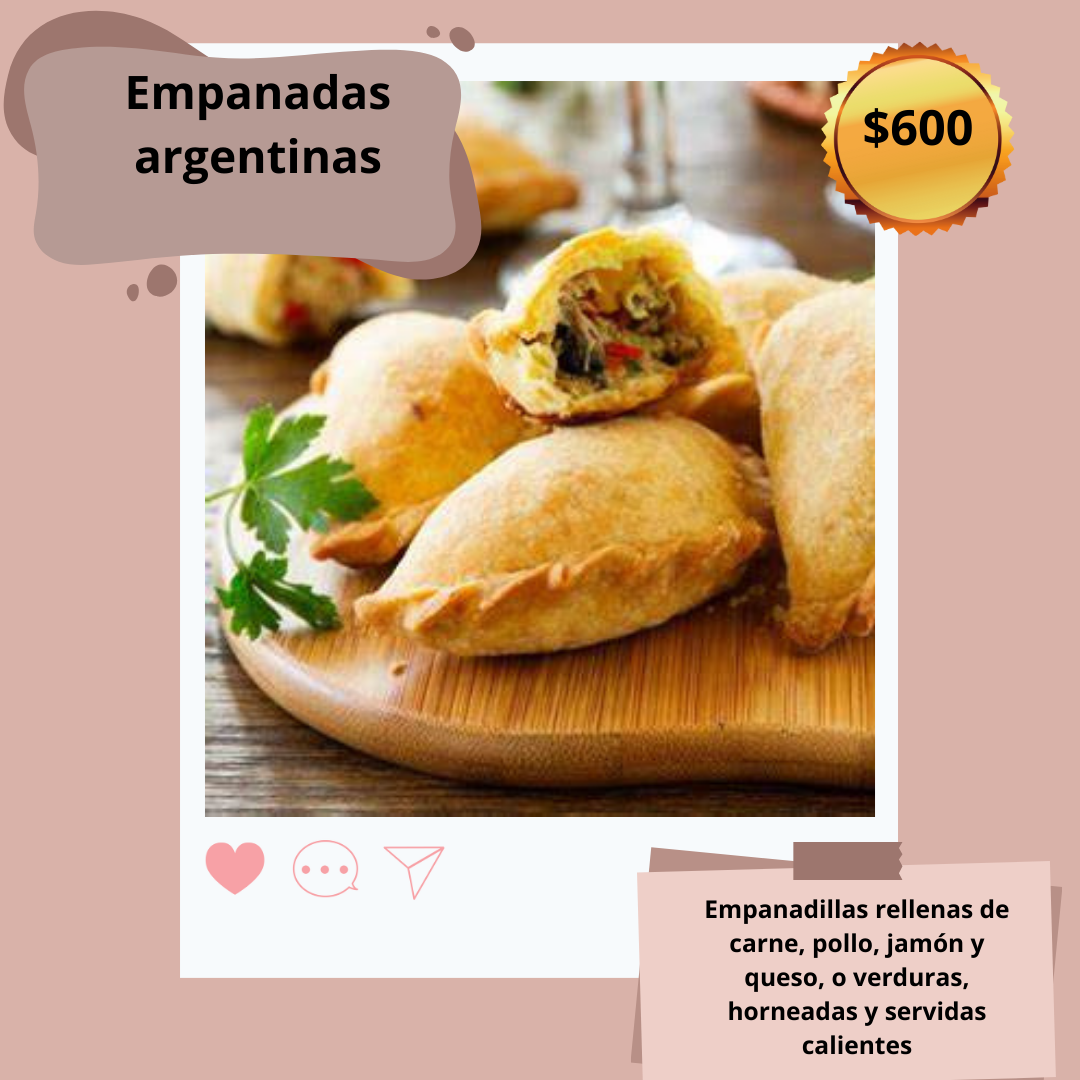 Empanadas
argentinas
$600
Empanadillas rellenas de
carne, pollo, jamón y
queso, o verduras,
horneadas y servidas
calientes